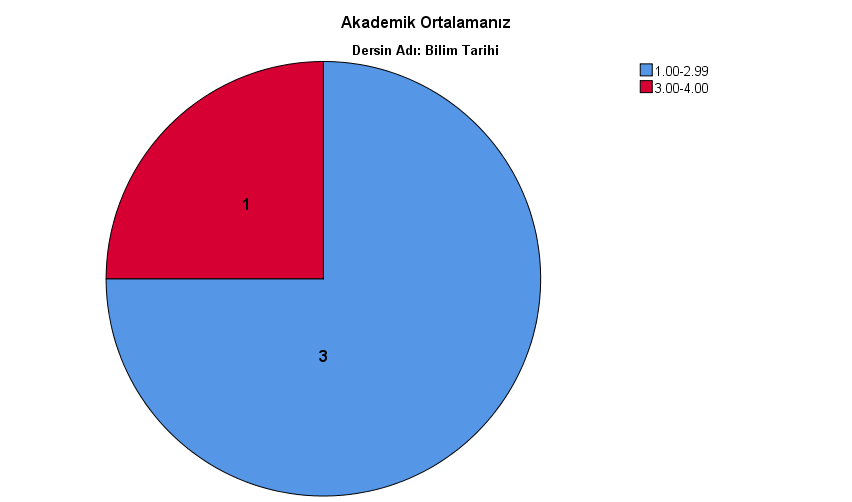 Akademik Ortalamanız
Dersin Adı: Bilim Tarihi
1.00-2.99
3.00-4.00
1
3